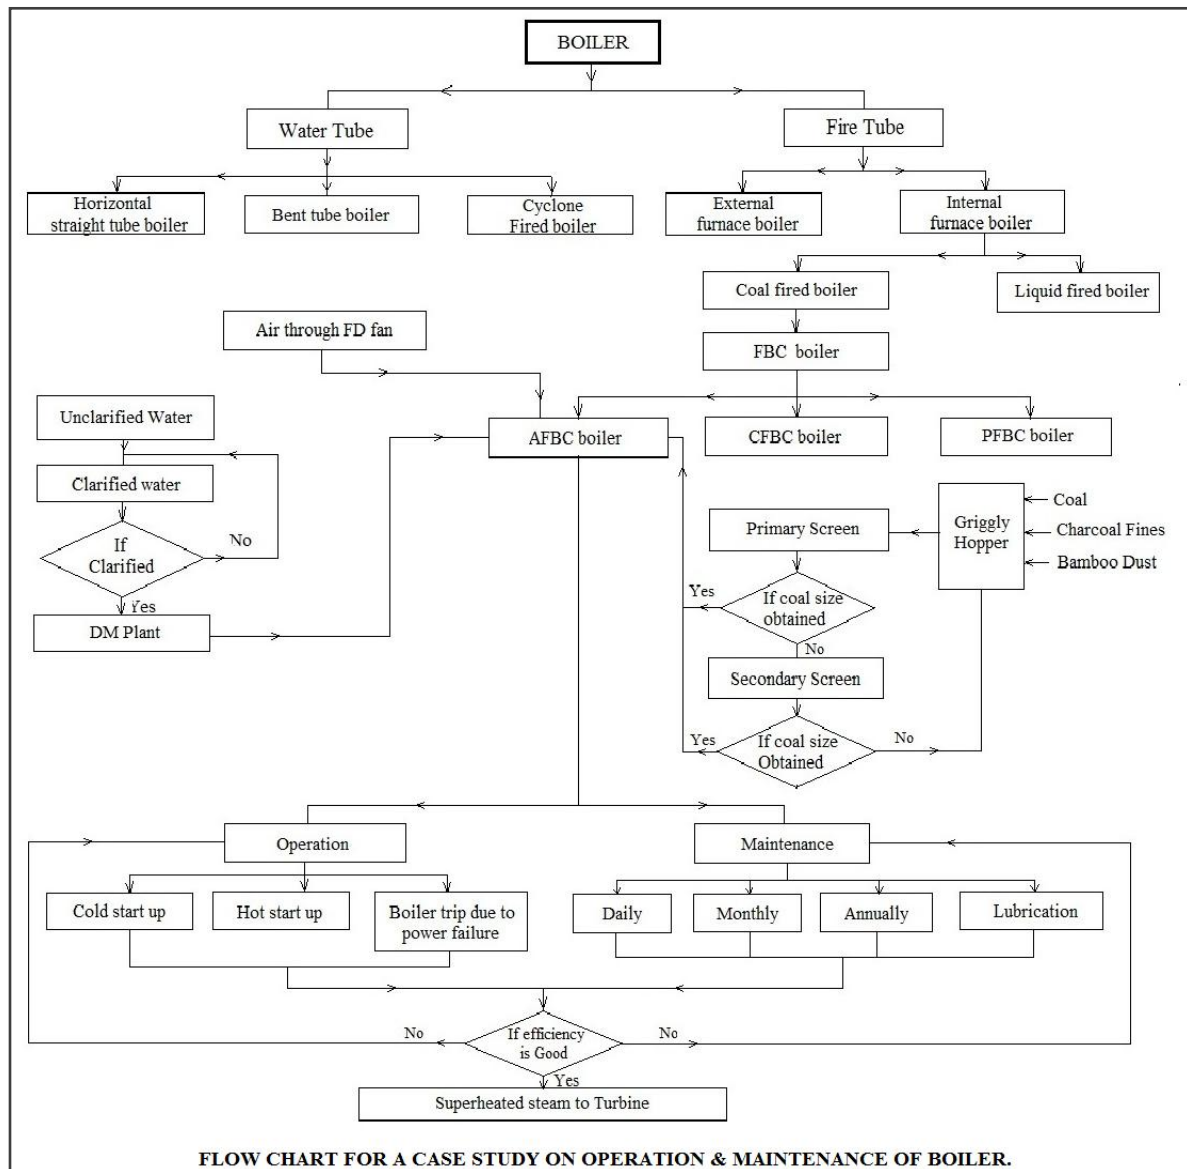 BOILER
Water Tube
Fire Tube
Horizontal
straight tube boiler
Bent tube boiler
Cyclone
Fired boiler
External
furnace boiler
Internal
furnace boiler
Coal fired boiler
Liquid fired boiler
Air through FD fan
FBC boiler
Unclarified Water
AFBC boiler
CFBC boiler
PFBC boiler
Clarified water
Griggly
Hopper
Coal
Charcoal Fines
Bamboo Dust
Primary Screen
If
Clarified
No
Yes
If coal size
obtained
Yes
No
DM Plant
Secondary Screen
If coal size
Obtained
Yes
No
Operation
Maintenance
Cold start up
Hot start up
Boiler trip due to
power failure
Daily
Monthly
Annually
Lubrication
If efficiency
is Good
No
No
Yes
Superheated steam to Turbine
FLOW CHART FOR A CASE STUDY ON OPERATION & MAINTENANCE OF BOILER.